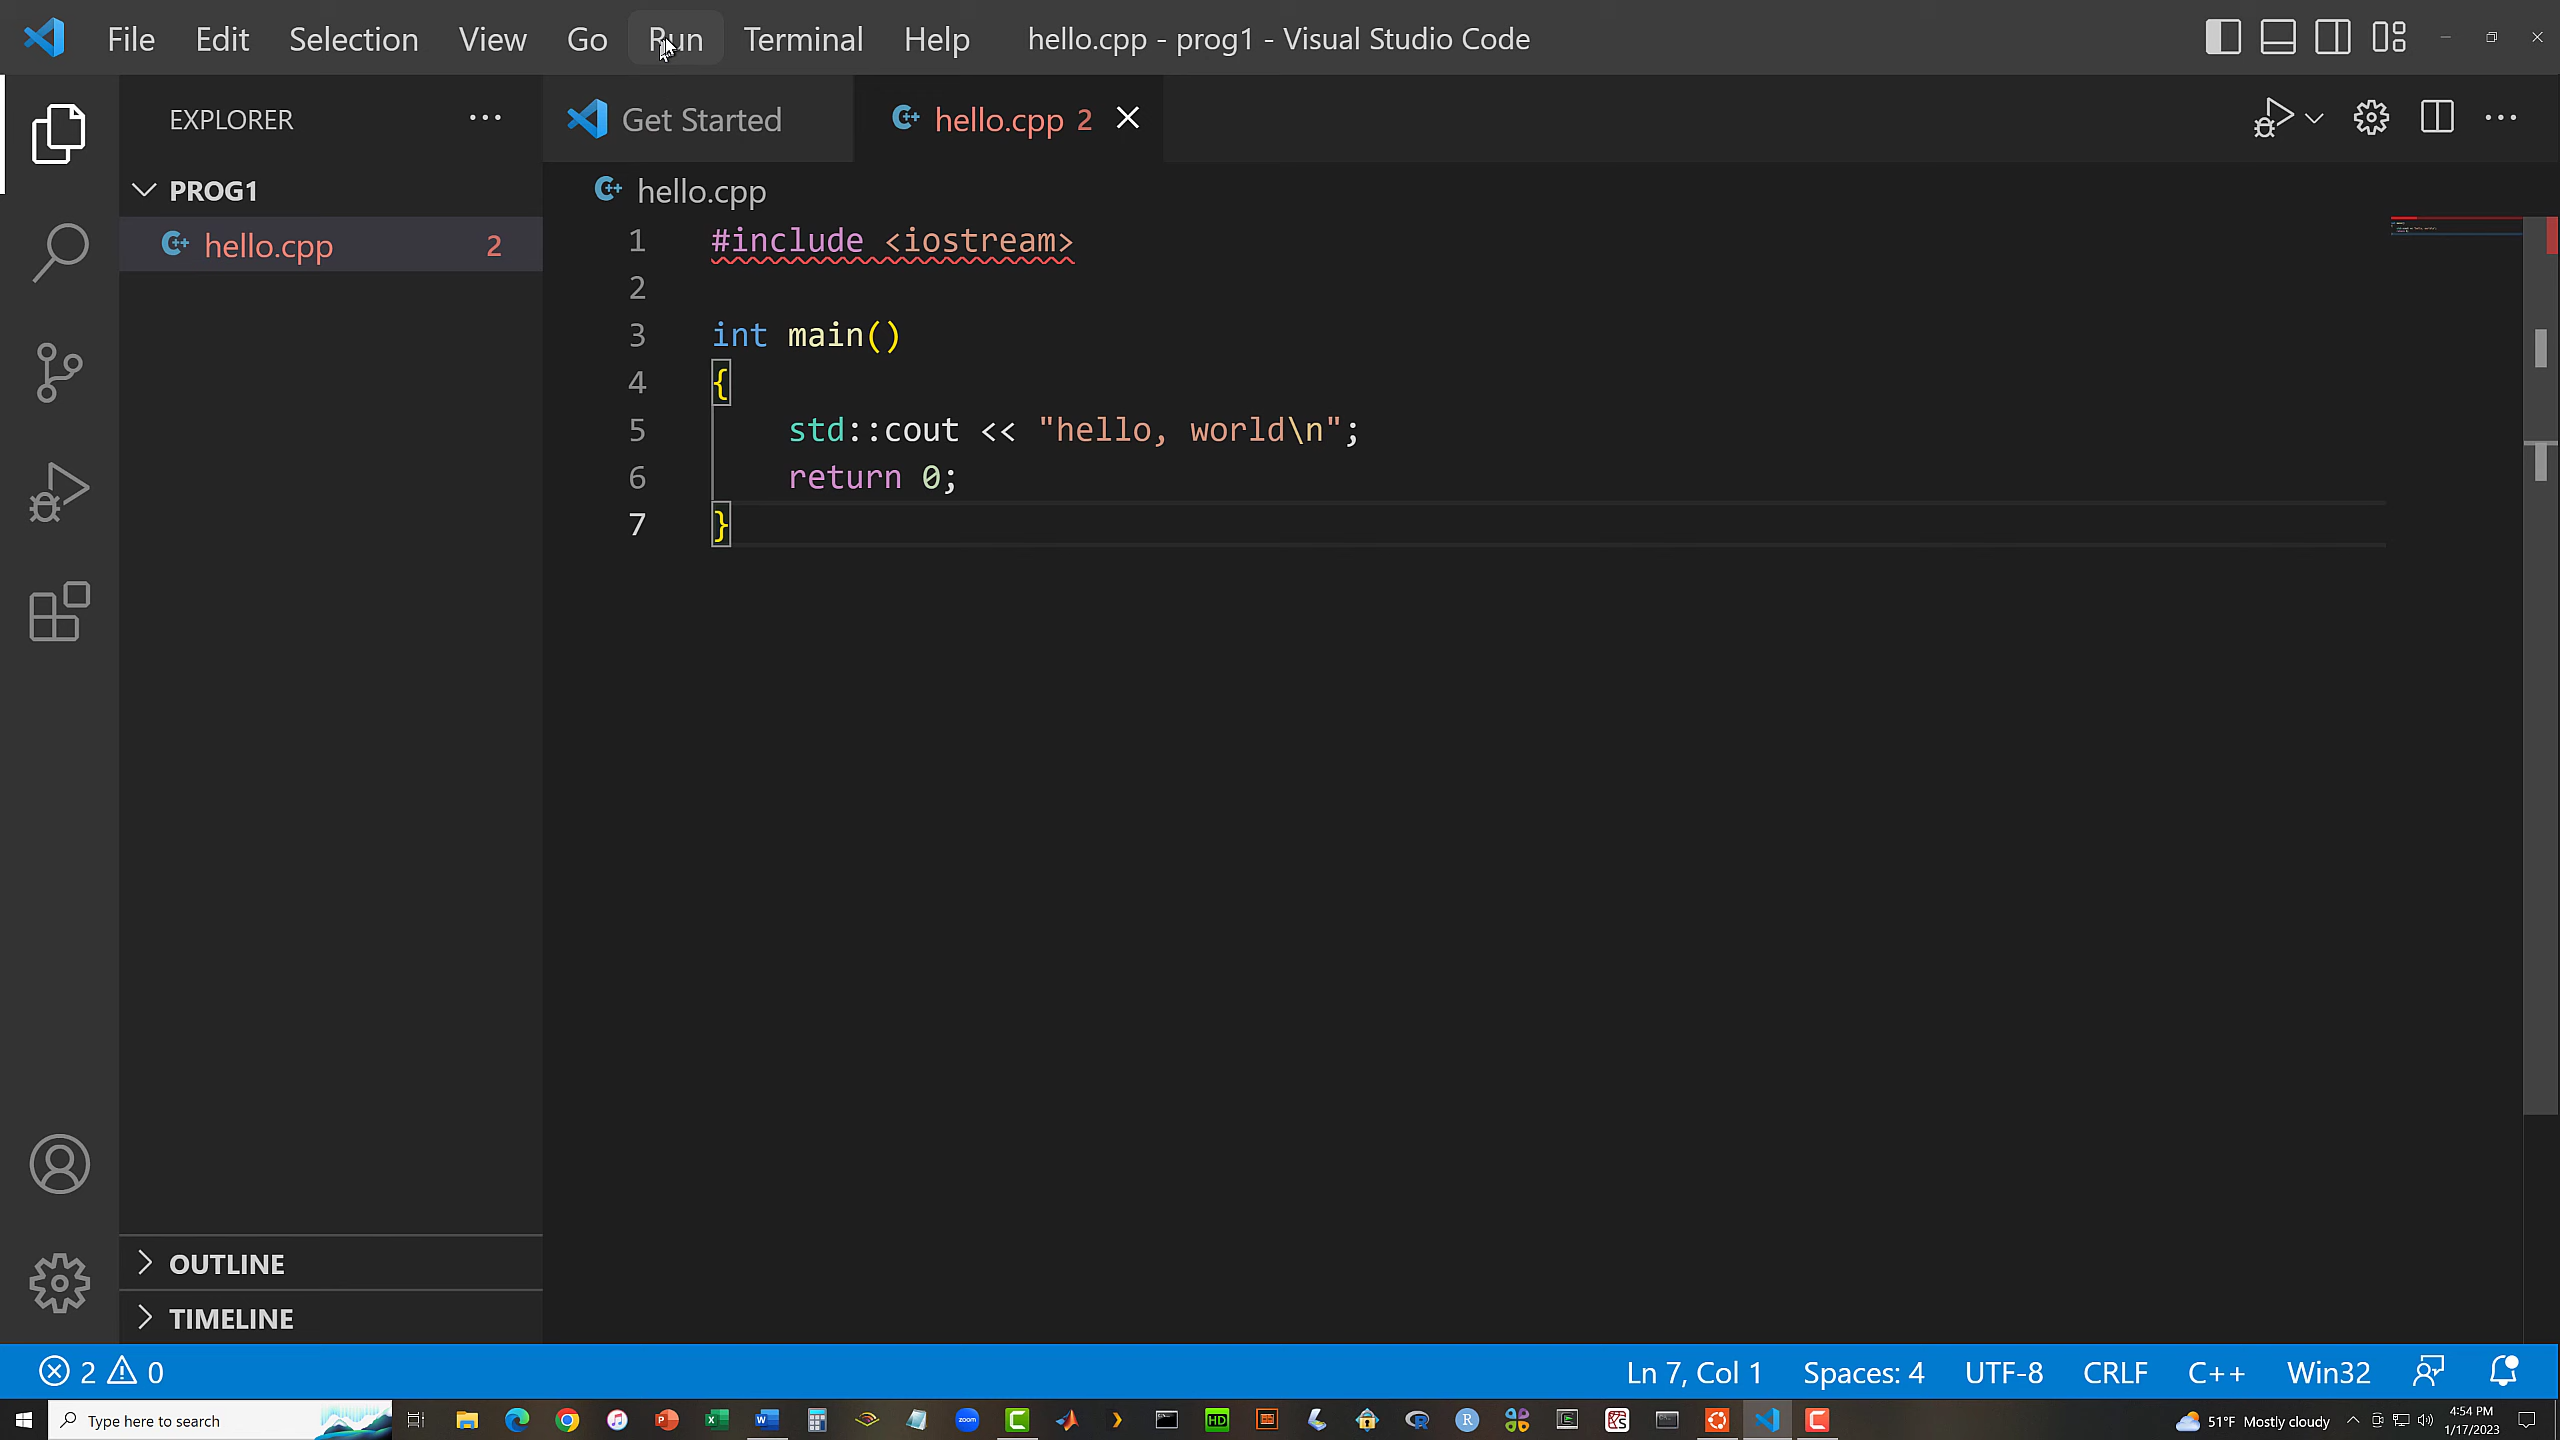 File Edit Selection View Go Run Terminal Help hello.cpp - prog1 - Visual Studio Code
EXPLORER
Get Started
hello.cpp 2
PROG1
hello.cpp 2
hello.cpp
1 #include <iostream>
2
3 int main()
4 {
5 std::cout << "hello, world\n";
6 return 0;
7 }
OUTLINE
TIMELINE
2 0 Ln 7, Col 1 Spaces: 4 UTF-8 CRLF C++ Win32
Type here to search
zoom
HD
51°F Mostly cloudy
4:54 PM
1/17/2023